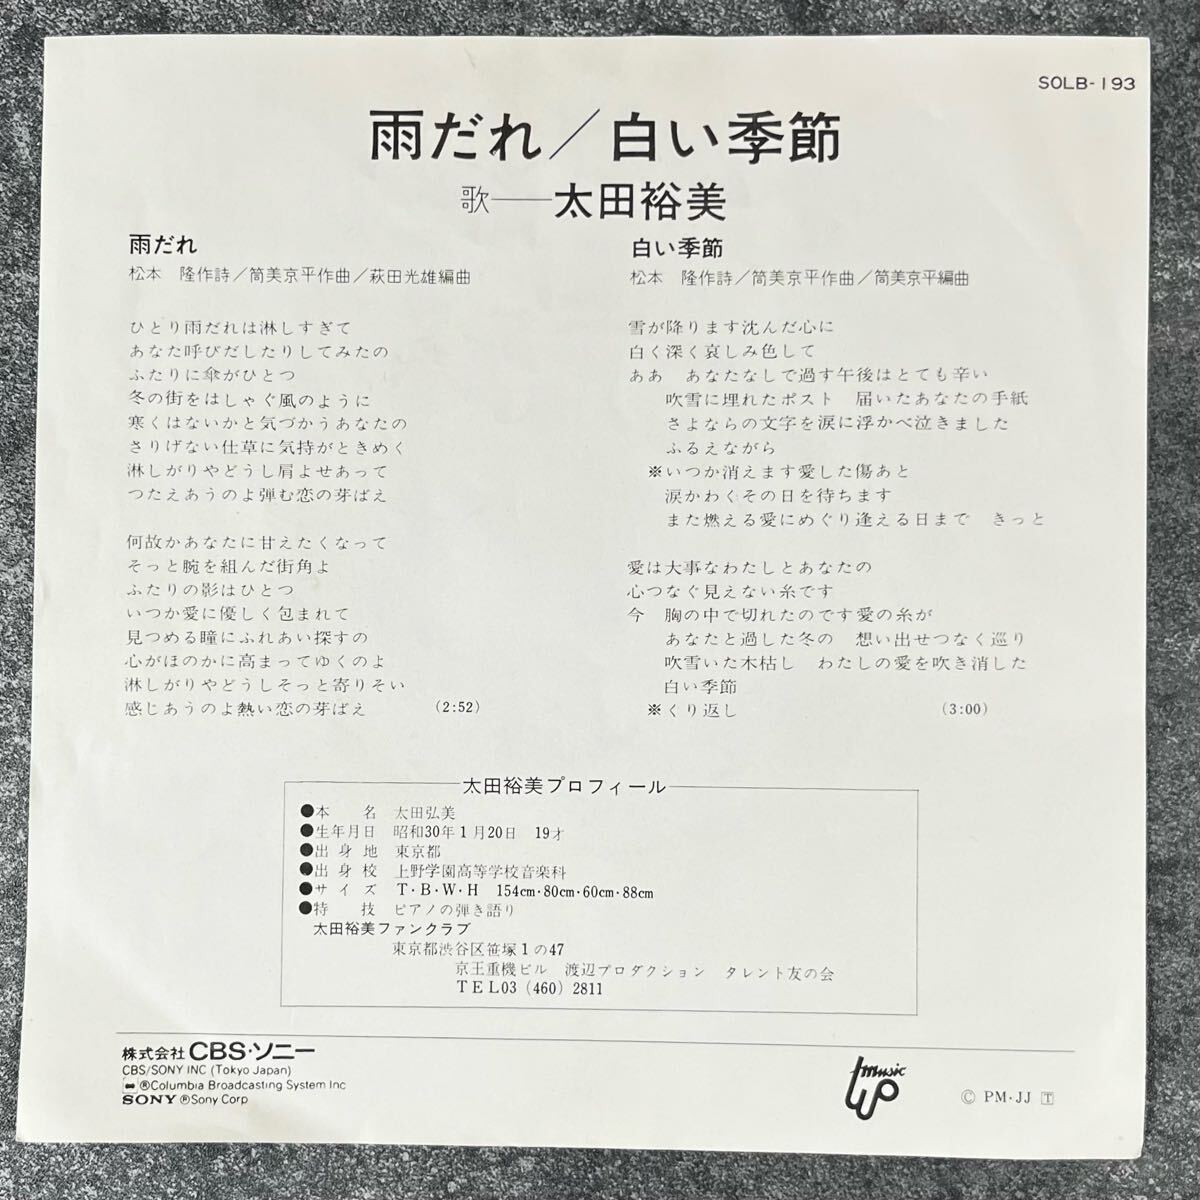 SOLB-193
雨だれ／白い季節
歌──太田裕美
雨だれ
松本　隆作詩／筒美京平作曲／萩田光雄編曲
ひとり雨だれは淋しすぎて
あなた呼びだしたりしてみたの
ふたりに傘がひとつ
冬の街をはしゃぐ風のように
寒くはないかと気づかうあなたの
さりげない仕草に気持がときめく
淋しがりやどうし肩よせあって
つたえあうのよ弾む恋の芽ばえ
何故かあなたに甘えたくなって
そっと腕を組んだ街角よ
ふたりの影はひとつ
いつか愛に優しく包まれて
見つめる瞳にふれあい探すの
心がほのかに高まってゆくのよ
淋しがりやどうしそっと寄りそい
感じあうのよ熱い恋の芽ばえ　(2:52)
白い季節
松本　隆作詩／筒美京平作曲／筒美京平編曲
雪が降ります沈んだ心に
白く深く哀しみ色して
ああ　あなたなしで過す午後はとても辛い
吹雪に埋れたポスト　届いたあなたの手紙
さよならの文字を涙に浮かべ泣きました
ふるえながら
※いつか消えます愛した傷あと
涙かわくその日を待ちます
また燃える愛にめぐり逢える日まで　きっと
愛は大事なわたしとあなたの
心つなぐ見えない糸です
今　胸の中で切れたのです愛の糸が
あなたと過した冬の　想い出せつなく巡り
吹雪いた木枯し　わたしの愛を吹き消した
白い季節
※くり返し　(3:00)
太田裕美プロフィール
●本　名　太田弘美
●生年月日　昭和30年1月20日　19才
●出身地　東京都
●出身校　上野学園高等学校音楽科
●サイズ　T・B・W・H　154cm・80cm・60cm・88cm
●特　技　ピアノの弾き語り
太田裕美ファンクラブ
東京都渋谷区笹塚1の47
京王重機ビル　渡辺プロダクション　タレント友の会
TEL03 (460) 2811
株式会社 CBS・ソニー
CBS/SONY INC (Tokyo Japan)
®Columbia Broadcasting System Inc
SONY ®Sony Corp
music up
© PM・JJ T